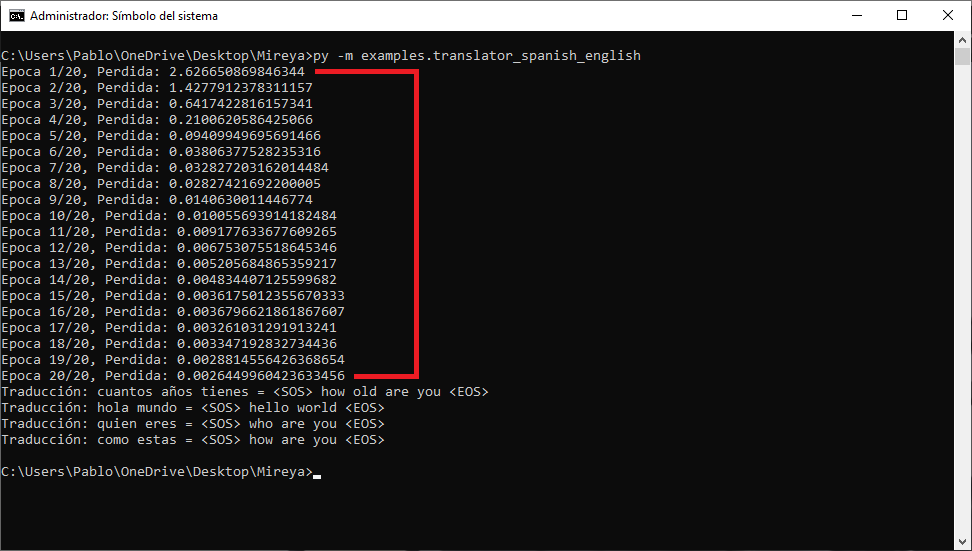 Administrador: Símbolo del sistema
C:\Users\Pablo\OneDrive\Desktop\Mireya>py -m examples.translator_spanish_english
Epoca 1/20, Perdida: 2.626650869846344
Epoca 2/20, Perdida: 1.4277912378311157
Epoca 3/20, Perdida: 0.6417422816157341
Epoca 4/20, Perdida: 0.2100620586425066
Epoca 5/20, Perdida: 0.09409949695691466
Epoca 6/20, Perdida: 0.03806377528235316
Epoca 7/20, Perdida: 0.032827203162014484
Epoca 8/20, Perdida: 0.02827421692200005
Epoca 9/20, Perdida: 0.0140630011446774
Epoca 10/20, Perdida: 0.010055693914182484
Epoca 11/20, Perdida: 0.009177633677609265
Epoca 12/20, Perdida: 0.006753075518645346
Epoca 13/20, Perdida: 0.005205684865359217
Epoca 14/20, Perdida: 0.004834407125599682
Epoca 15/20, Perdida: 0.0036175012355670333
Epoca 16/20, Perdida: 0.0036796621861867607
Epoca 17/20, Perdida: 0.003261031291913241
Epoca 18/20, Perdida: 0.003347192832734436
Epoca 19/20, Perdida: 0.0028814556426368654
Epoca 20/20, Perdida: 0.0026449960423633456
Traducción: cuantos años tienes = <SOS> how old are you <EOS>
Traducción: hola mundo = <SOS> hello world <EOS>
Traducción: quien eres = <SOS> who are you <EOS>
Traducción: como estas = <SOS> how are you <EOS>
C:\Users\Pablo\OneDrive\Desktop\Mireya>